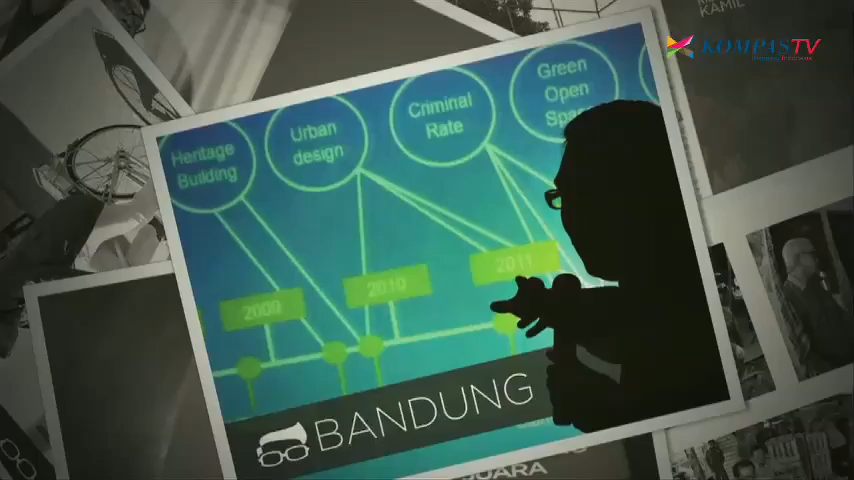 KAMIL
KOMPASTV
Heritage
Building
Urban
design
Criminal
Rate
Green
Open
2009
2010
2011
BANDUNG
JUARA